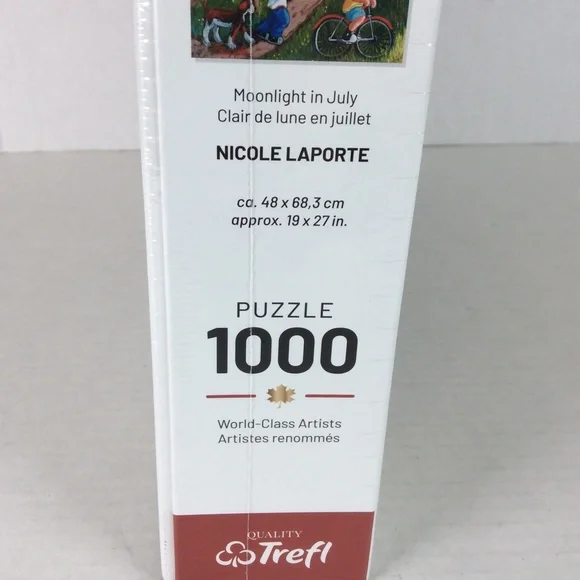 Moonlight in July
Clair de lune en juillet
NICOLE LAPORTE
ca. 48 x 68,3 cm
approx. 19 x 27 in.
PUZZLE
1000
World-Class Artists
Artistes renommés
QUALITY
Trefl